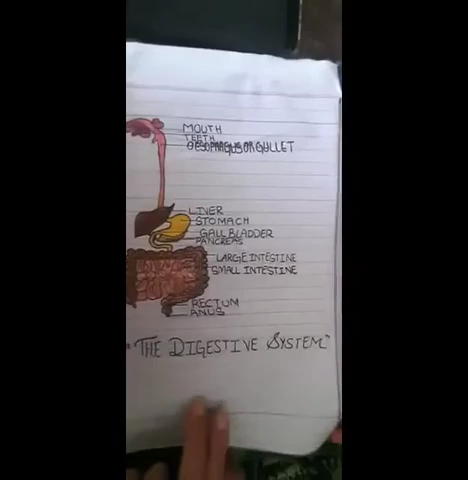 MOUTH
TEETH
OESOPHAGUS OR GULLET
LIVER
STOMACH
GALL BLADDER
PANCREAS
LARGE INTESTINE
SMALL INTESTINE
RECTUM
ANUS
"THE DIGESTIVE SYSTEM"